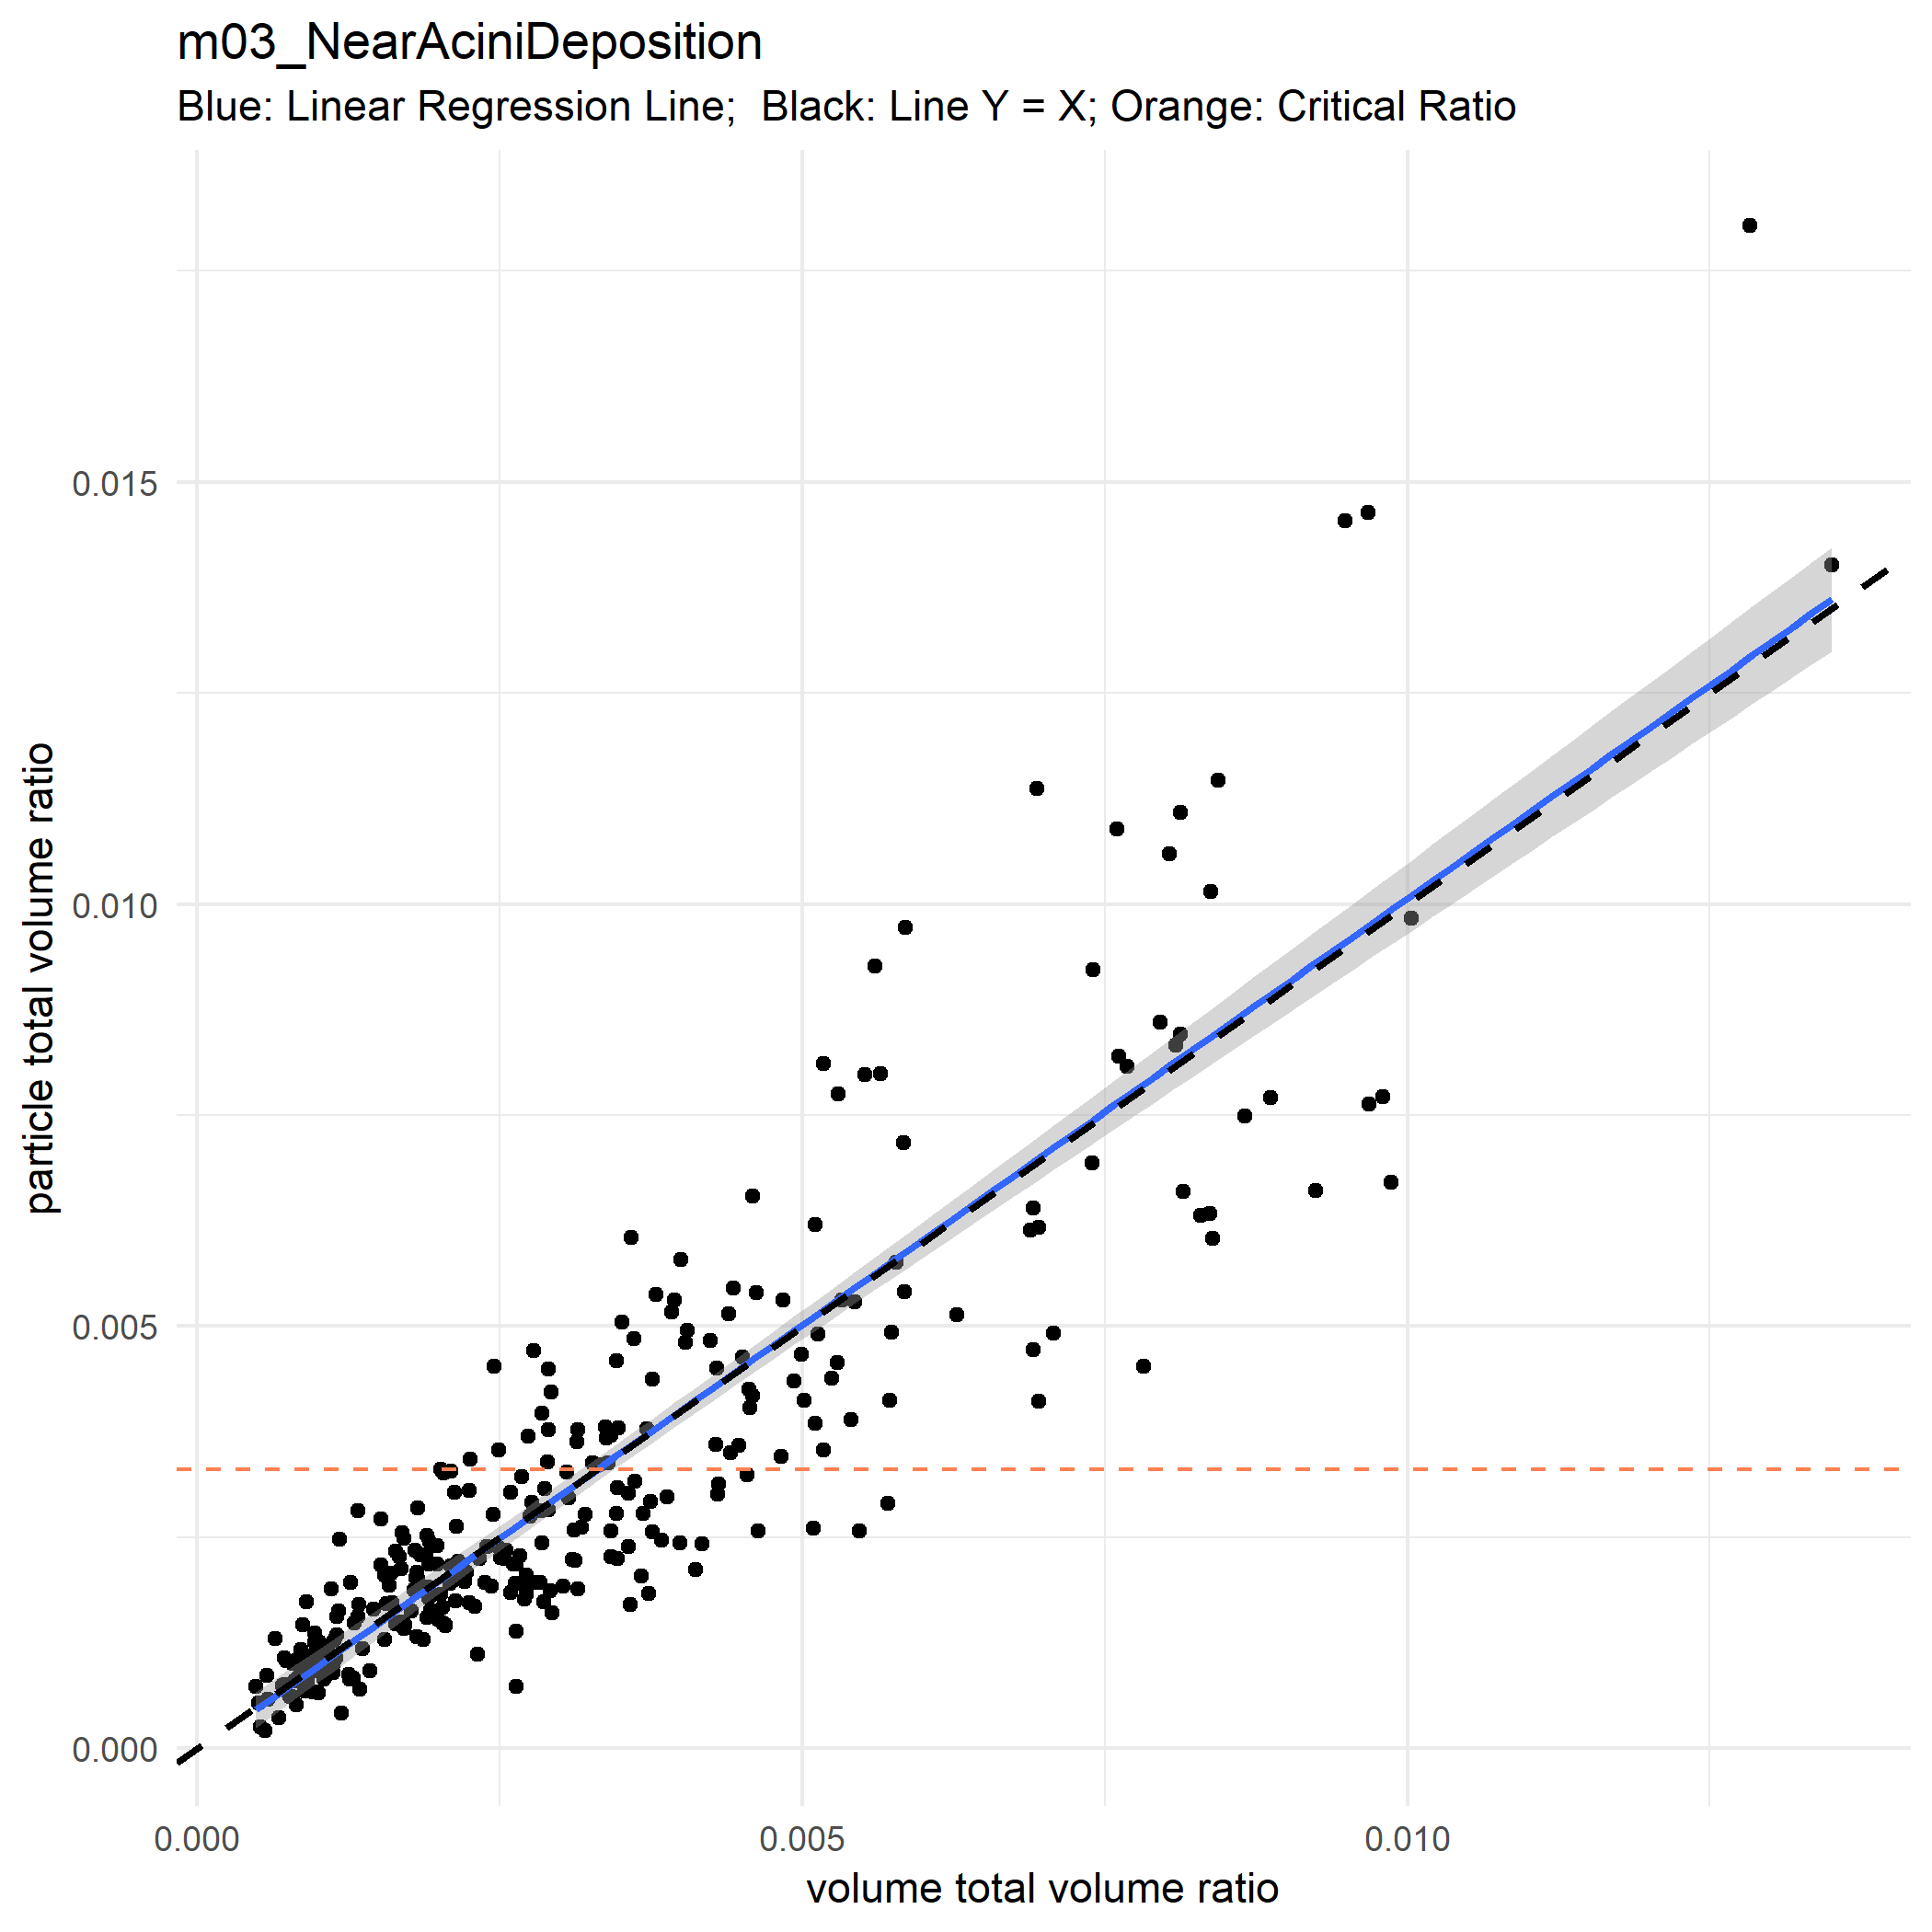 m03_NearAciniDeposition
Blue: Linear Regression Line;  Black: Line Y = X; Orange: Critical Ratio
particle total volume ratio
0.015
0.010
0.005
0.000
0.000 0.005 0.010
volume total volume ratio